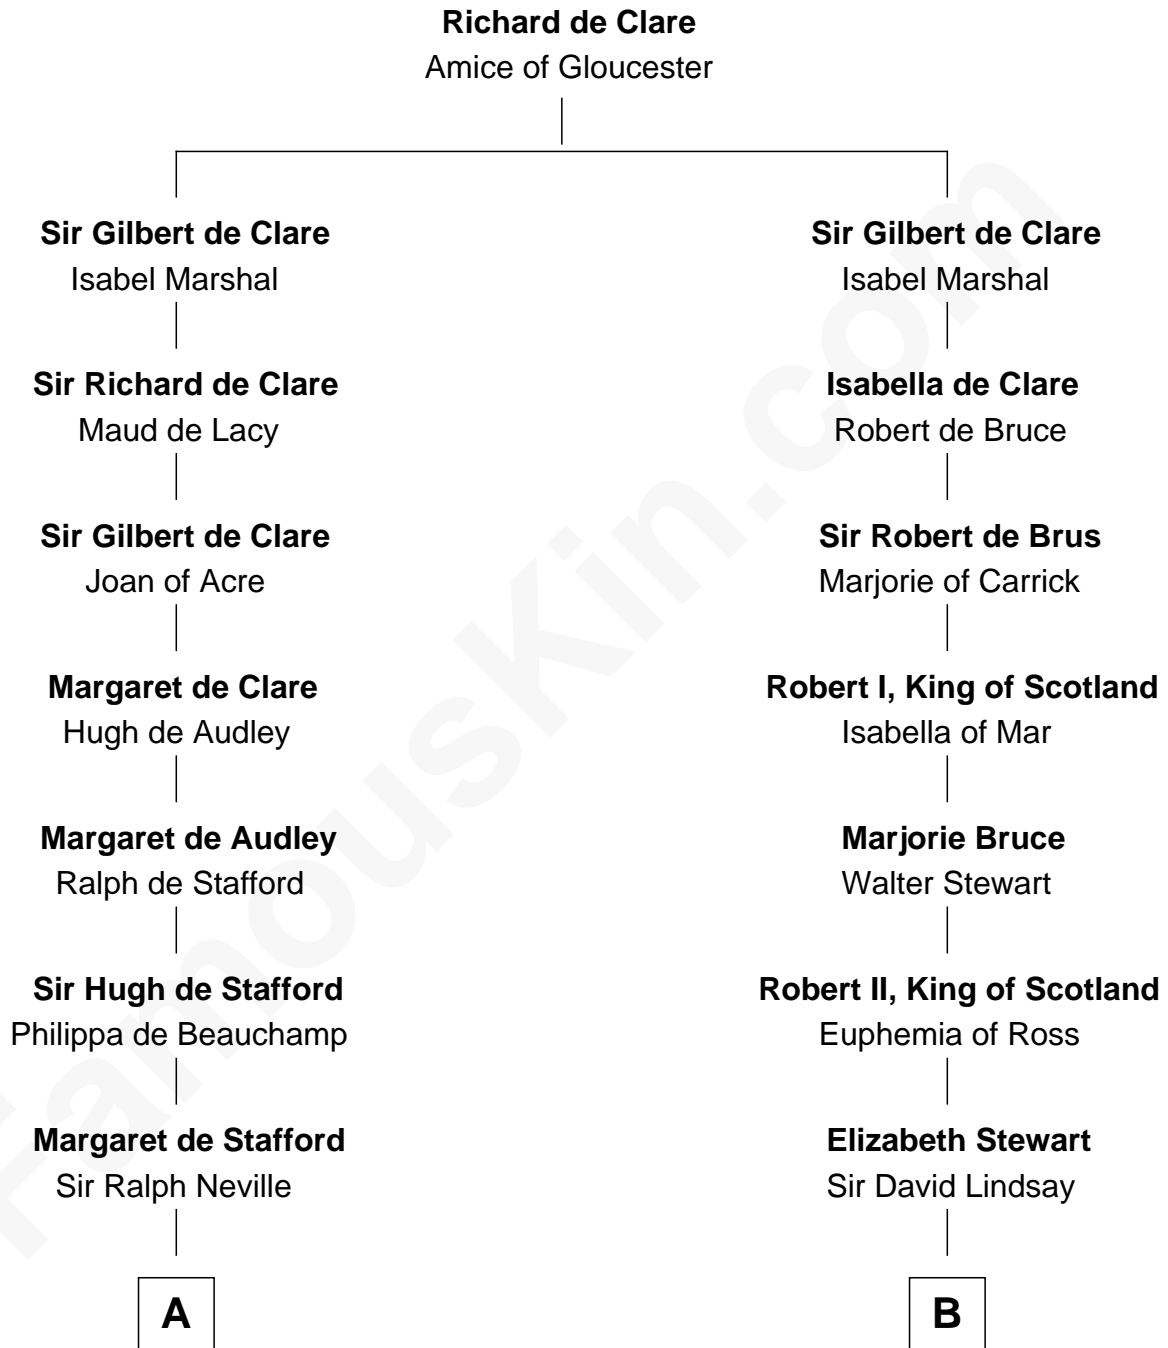 Richard de Clare
Amice of Gloucester
Sir Gilbert de Clare
Isabel Marshal
Sir Gilbert de Clare
Isabel Marshal
Sir Richard de Clare
Maud de Lacy
Isabella de Clare
Robert de Bruce
Sir Gilbert de Clare
Joan of Acre
Sir Robert de Brus
Marjorie of Carrick
Margaret de Clare
Hugh de Audley
Robert I, King of Scotland
Isabella of Mar
Margaret de Audley
Ralph de Stafford
Marjorie Bruce
Walter Stewart
Sir Hugh de Stafford
Philippa de Beauchamp
Robert II, King of Scotland
Euphemia of Ross
Margaret de Stafford
Sir Ralph Neville
Elizabeth Stewart
Sir David Lindsay
A
B
FamousKin.com